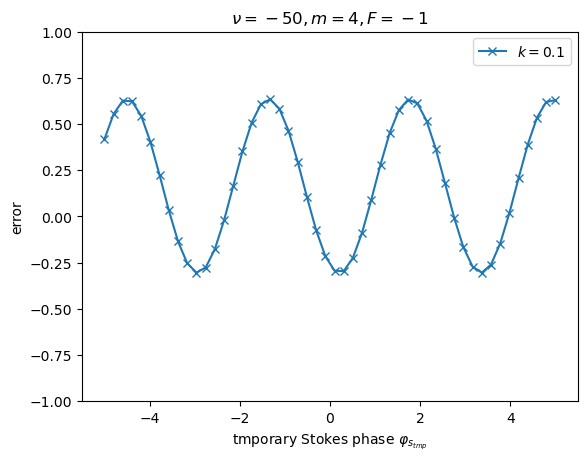 ν = −50, m = 4, F = −1
k = 0.1
1.00
0.75
0.50
0.25
0.00
−0.25
−0.50
−0.75
−1.00
error
−4 −2 0 2 4
tmporary Stokes phase φ_{S_{tmp}}